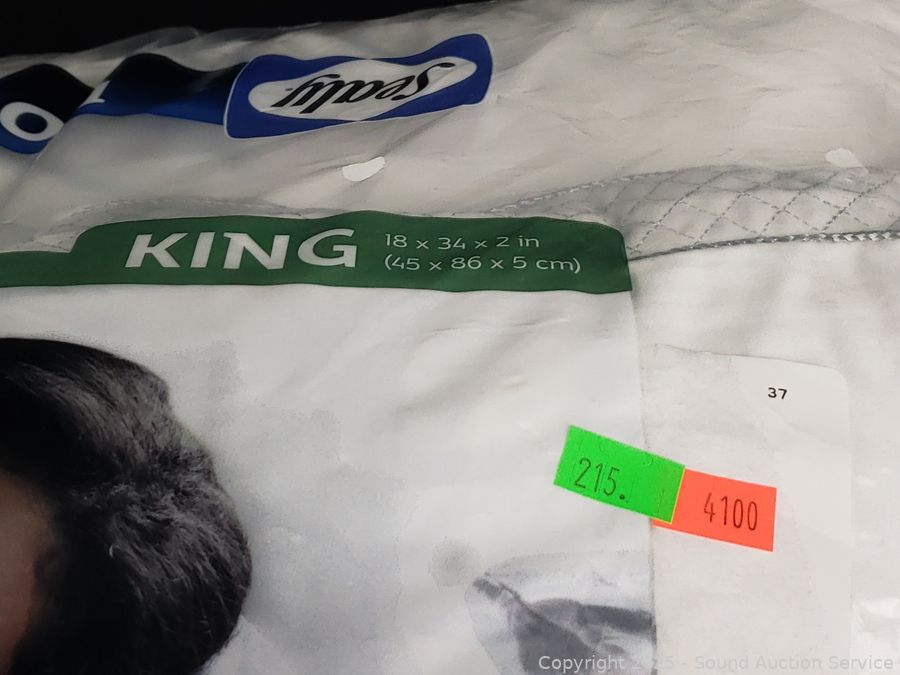 Sealy
KING
18 x 34 x 2 in
(45 x 86 x 5 cm)
37
215.
4100
Copyright 2025 - Sound Auction Service